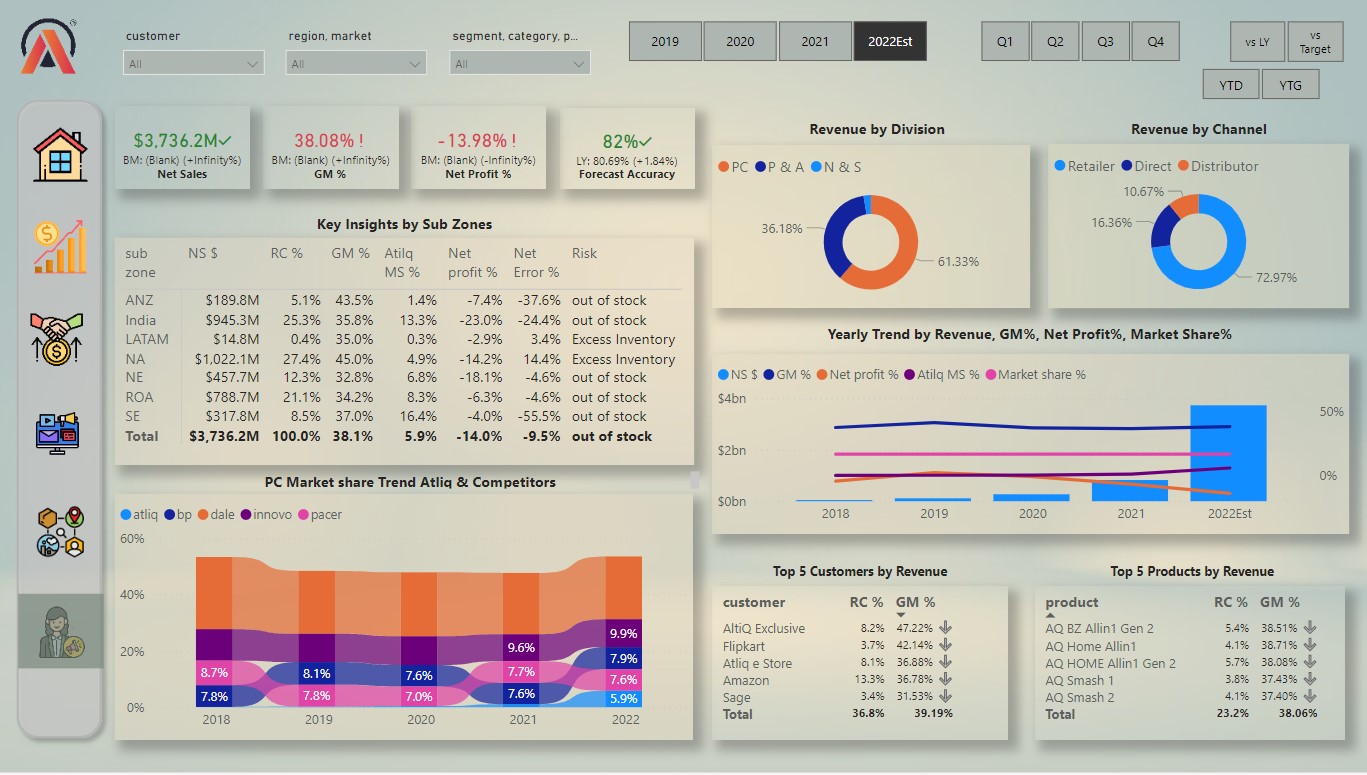 customer
All
region, market
All
segment, category, p...
All
2019 2020 2021 2022Est
Q1 Q2 Q3 Q4
vs LY
vs Target
YTD YTG
$3,736.2M✓
BM: (Blank) (+Infinity%)
Net Sales
38.08% !
BM: (Blank) (+Infinity%)
GM %
-13.98% !
BM: (Blank) (-Infinity%)
Net Profit %
82%✓
LY: 80.69% (+1.84%)
Forecast Accuracy
Key Insights by Sub Zones
sub zone NS $ RC % GM % Atilq MS % Net profit % Net Error % Risk
ANZ $189.8M 5.1% 43.5% 1.4% -7.4% -37.6% out of stock
India $945.3M 25.3% 35.8% 13.3% -23.0% -24.4% out of stock
LATAM $14.8M 0.4% 35.0% 0.3% -2.9% 3.4% Excess Inventory
NA $1,022.1M 27.4% 45.0% 4.9% -14.2% 14.4% Excess Inventory
NE $457.7M 12.3% 32.8% 6.8% -18.1% -4.6% out of stock
ROA $788.7M 21.1% 34.2% 8.3% -6.3% -4.6% out of stock
SE $317.8M 8.5% 37.0% 16.4% -4.0% -55.5% out of stock
Total $3,736.2M 100.0% 38.1% 5.9% -14.0% -9.5% out of stock
PC Market share Trend Atliq & Competitors
atliq bp dale innovo pacer
60%
40%
20%
0%
8.7%
7.8%
8.1%
7.8%
7.6%
7.0%
9.6%
7.7%
7.6%
9.9%
7.9%
7.6%
5.9%
2018 2019 2020 2021 2022
Revenue by Division
PC P & A N & S
36.18%
61.33%
Revenue by Channel
Retailer Direct Distributor
10.67%
16.36%
72.97%
Yearly Trend by Revenue, GM%, Net Profit%, Market Share%
NS $ GM % Net profit % Atilq MS % Market share %
$4bn
$2bn
$0bn
50%
0%
2018 2019 2020 2021 2022Est
Top 5 Customers by Revenue
customer RC % GM %
AltiQ Exclusive 8.2% 47.22%
Flipkart 3.7% 42.14%
Atliq e Store 8.1% 36.88%
Amazon 13.3% 36.78%
Sage 3.4% 31.53%
Total 36.8% 39.19%
Top 5 Products by Revenue
product RC % GM %
AQ BZ Allin1 Gen 2 5.4% 38.51%
AQ Home Allin1 4.1% 38.71%
AQ HOME Allin1 Gen 2 5.7% 38.08%
AQ Smash 1 3.8% 37.43%
AQ Smash 2 4.1% 37.40%
Total 23.2% 38.06%